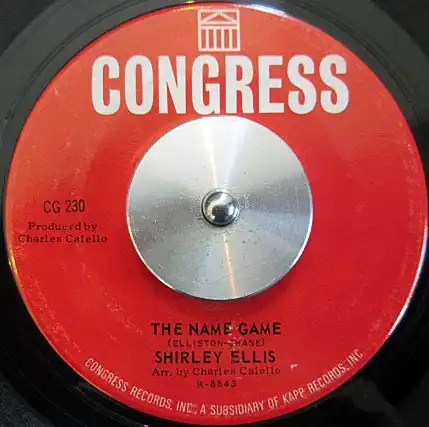 CONGRESS
CG 230
Produced by
Charles Calello
THE NAME GAME
(ELLISTON-CHASE)
SHIRLEY ELLIS
Arr. by Charles Calello
K-8643
CONGRESS RECORDS, INC., A SUBSIDIARY OF KAPP RECORDS, INC.